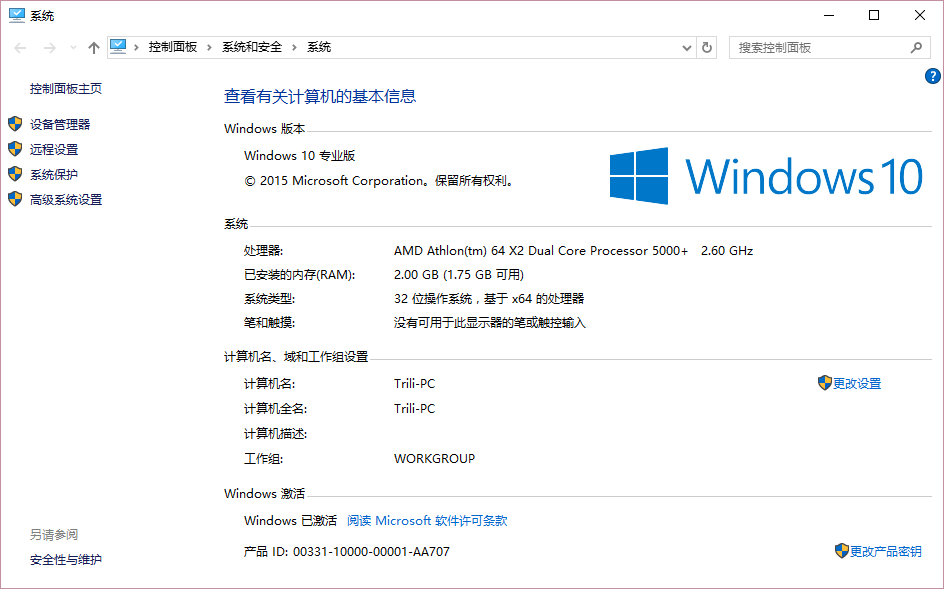 系统
控制面板 系统和安全 系统
搜索控制面板
?
控制面板主页
设备管理器
远程设置
系统保护
高级系统设置
查看有关计算机的基本信息
Windows 版本
Windows 10 专业版
© 2015 Microsoft Corporation。保留所有权利。
Windows 10
系统
处理器: AMD Athlon(tm) 64 X2 Dual Core Processor 5000+ 2.60 GHz
已安装的内存(RAM): 2.00 GB (1.75 GB 可用)
系统类型: 32 位操作系统，基于 x64 的处理器
笔和触摸: 没有可用于此显示器的笔或触控输入
计算机名、域和工作组设置
计算机名: Trili-PC 更改设置
计算机全名: Trili-PC
计算机描述:
工作组: WORKGROUP
Windows 激活
Windows 已激活 阅读 Microsoft 软件许可条款
产品 ID: 00331-10000-00001-AA707 更改产品密钥
另请参阅
安全性与维护